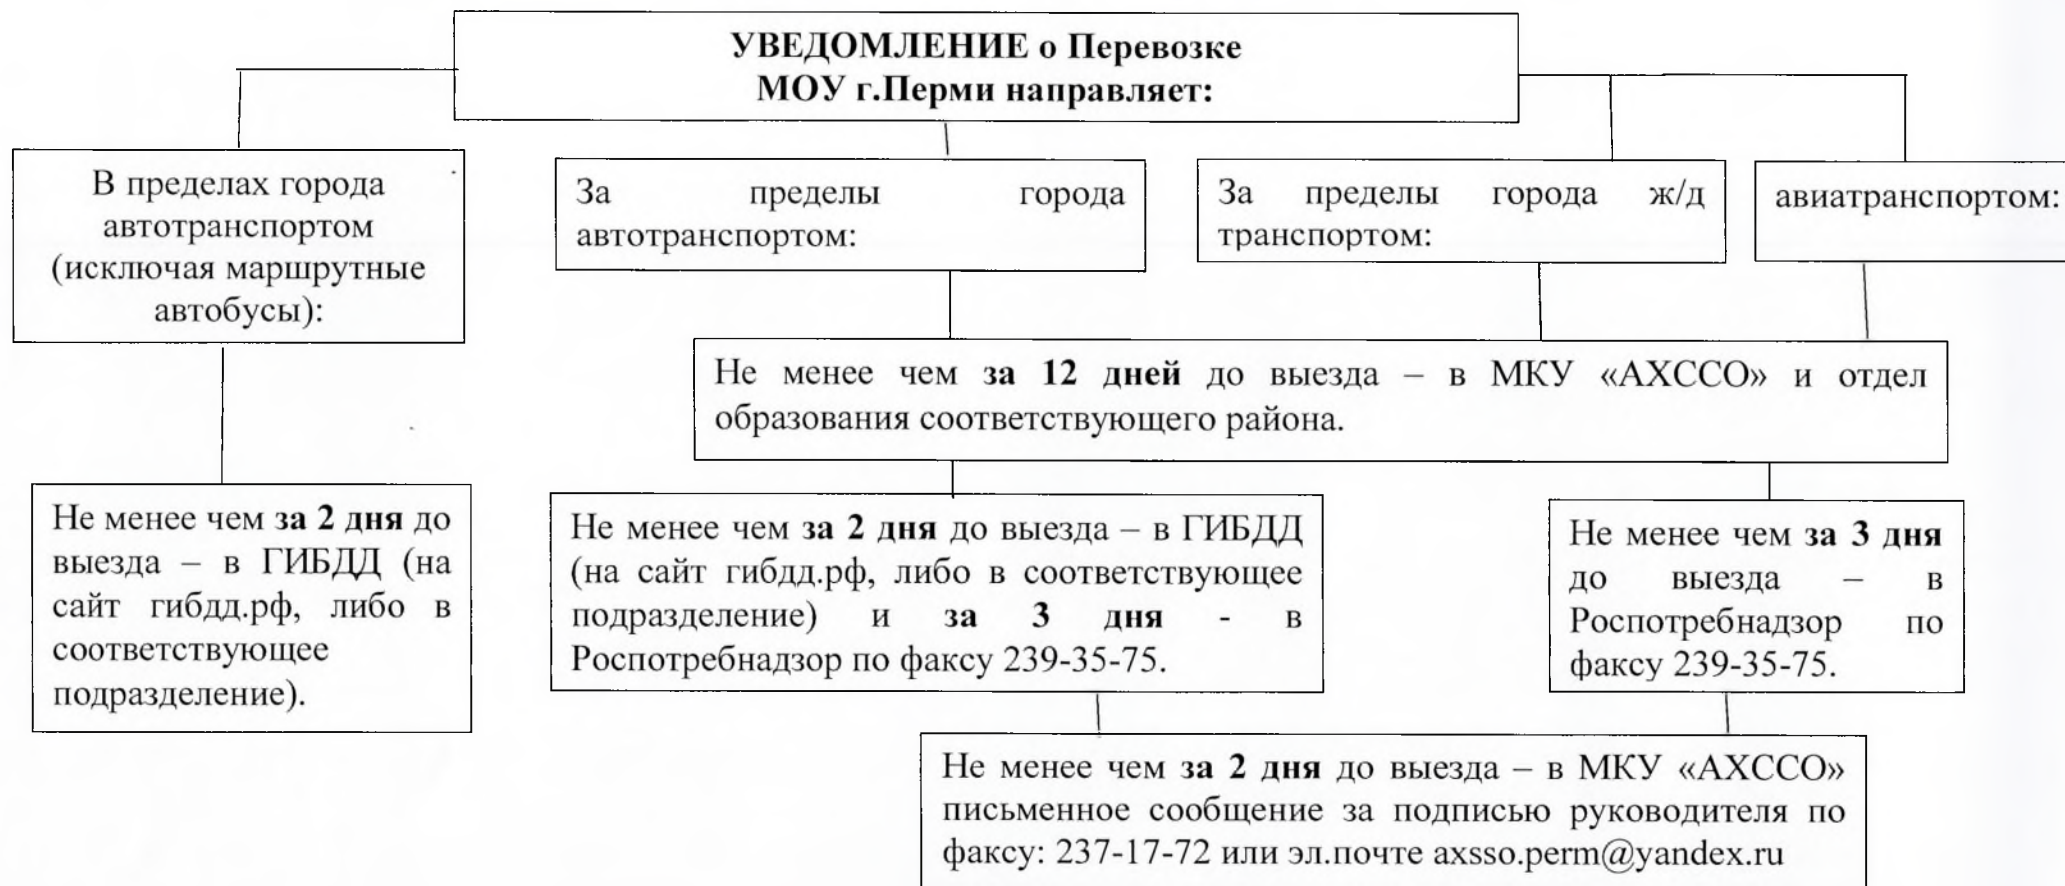 УВЕДОМЛЕНИЕ о Перевозке
МОУ г.Перми направляет:
В пределах города
автотранспортом
(исключая маршрутные
автобусы):
За пределы города
автотранспортом:
За пределы города ж/д
транспортом:
авиатранспортом:
Не менее чем за 12 дней до выезда – в МКУ «АХССО» и отдел
образования соответствующего района.
Не менее чем за 2 дня до
выезда – в ГИБДД (на
сайт гибдд.рф, либо в
соответствующее
подразделение).
Не менее чем за 2 дня до выезда – в ГИБДД
(на сайт гибдд.рф, либо в соответствующее
подразделение) и за 3 дня - в
Роспотребнадзор по факсу 239-35-75.
Не менее чем за 3 дня
до выезда – в
Роспотребнадзор по
факсу 239-35-75.
Не менее чем за 2 дня до выезда – в МКУ «АХССО»
письменное сообщение за подписью руководителя по
факсу: 237-17-72 или эл.почте axsso.perm@yandex.ru